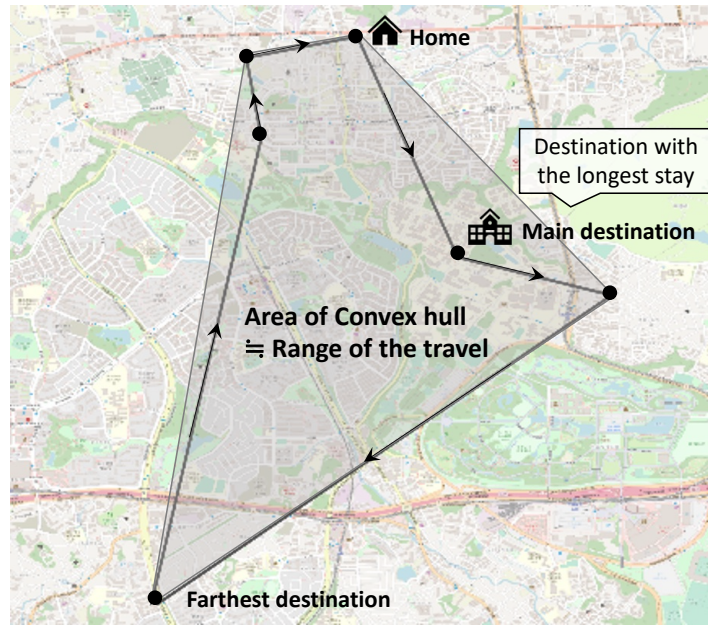 Home
Destination with
the longest stay
Main destination
Area of Convex hull
≒ Range of the travel
Farthest destination